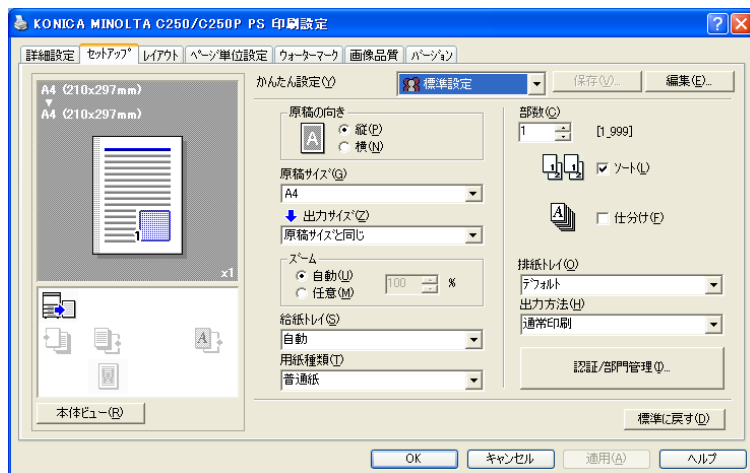 KONICA MINOLTA C250/C250P PS 印刷設定
詳細設定 セットアップ レイアウト ページ単位設定 ウォーターマーク 画像品質 バージョン
A4 (210x297mm)
A4 (210x297mm)
1
x1
本体ビュー(R)
かんたん設定(Y) 標準設定 保存(V)... 編集(E)...
原稿の向き
A
縦(P)
横(N)
原稿サイズ(G)
A4
出力サイズ(Z)
原稿サイズと同じ
ズーム
自動(U)
任意(M)
100 %
給紙トレイ(S)
自動
用紙種類(T)
普通紙
部数(C)
1 [1_999]
ソート(L)
仕分け(F)
排紙トレイ(O)
デフォルト
出力方法(H)
通常印刷
認証/部門管理(I)...
標準に戻す(D)
OK キャンセル 適用(A) ヘルプ